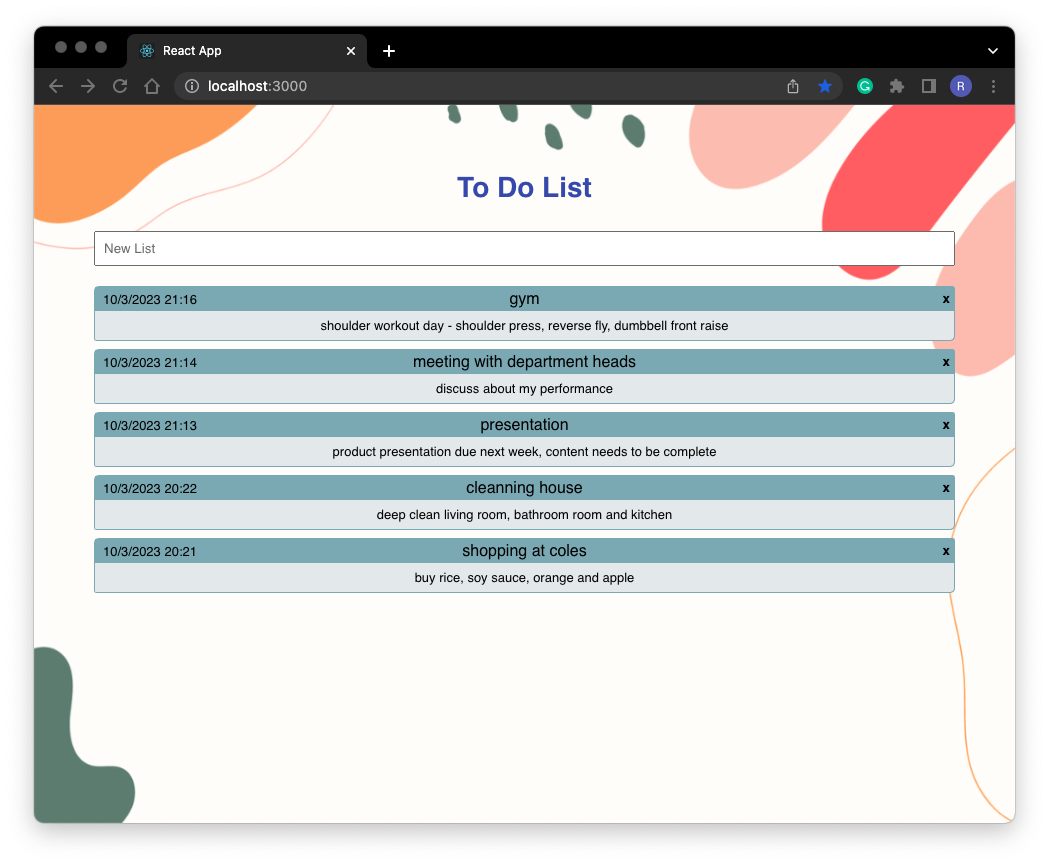 React App
localhost:3000
R
To Do List
New List
10/3/2023 21:16 gym x
shoulder workout day - shoulder press, reverse fly, dumbbell front raise
10/3/2023 21:14 meeting with department heads x
discuss about my performance
10/3/2023 21:13 presentation x
product presentation due next week, content needs to be complete
10/3/2023 20:22 cleanning house x
deep clean living room, bathroom room and kitchen
10/3/2023 20:21 shopping at coles x
buy rice, soy sauce, orange and apple